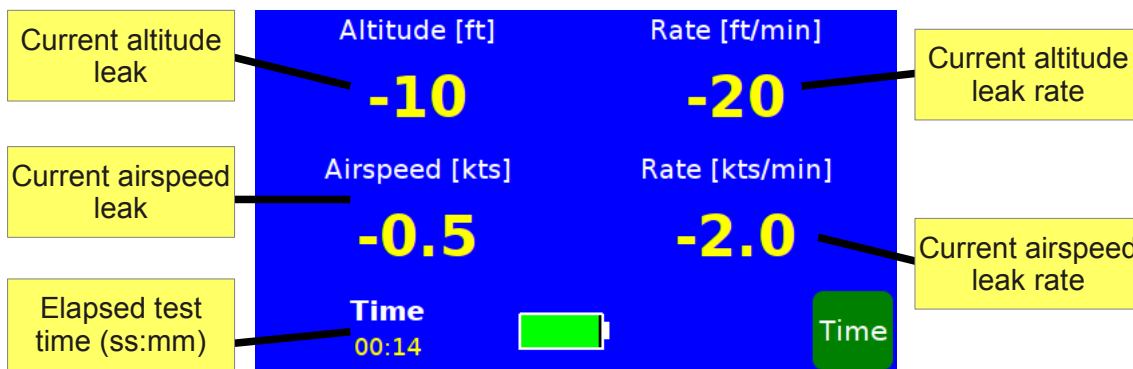 Current altitude
leak
Altitude [ft]
Rate [ft/min]
-10
-20
Current altitude
leak rate
Current airspeed
leak
Airspeed [kts]
Rate [kts/min]
-0.5
-2.0
Current airspeed
leak rate
Elapsed test
time (ss:mm)
Time
00:14
Time